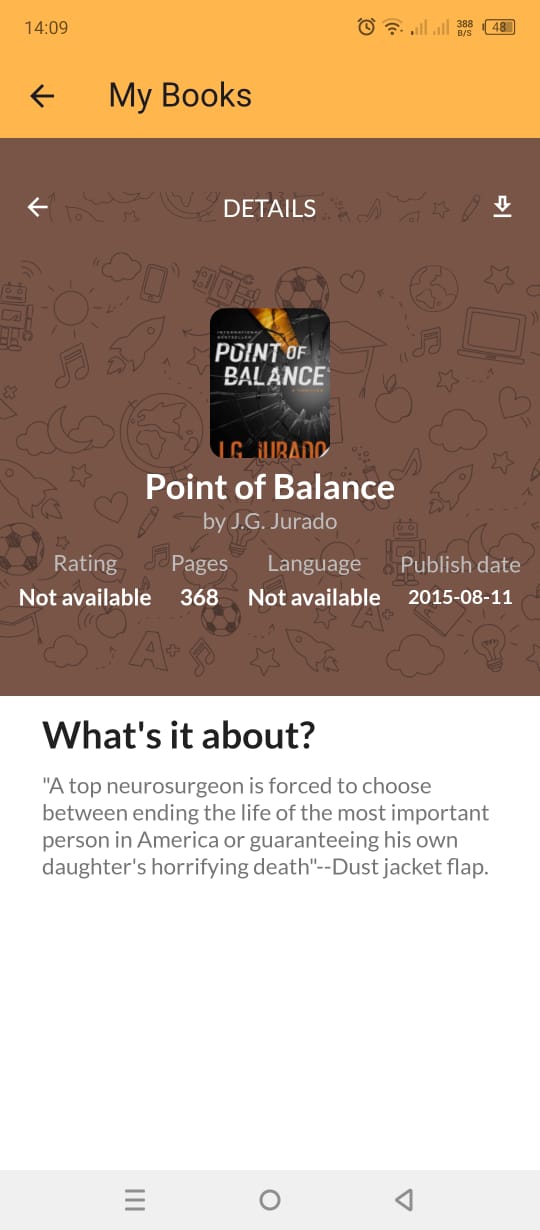 14:09
388
B/S
48
My Books
DETAILS
INTERNATIONAL
BESTSELLER
POINT OF
BALANCE
A THRILLER
J.G. JURADO
Point of Balance
by J.G. Jurado
Rating Pages Language Publish date
Not available 368 Not available 2015-08-11
What's it about?
"A top neurosurgeon is forced to choose
between ending the life of the most important
person in America or guaranteeing his own
daughter's horrifying death"--Dust jacket flap.